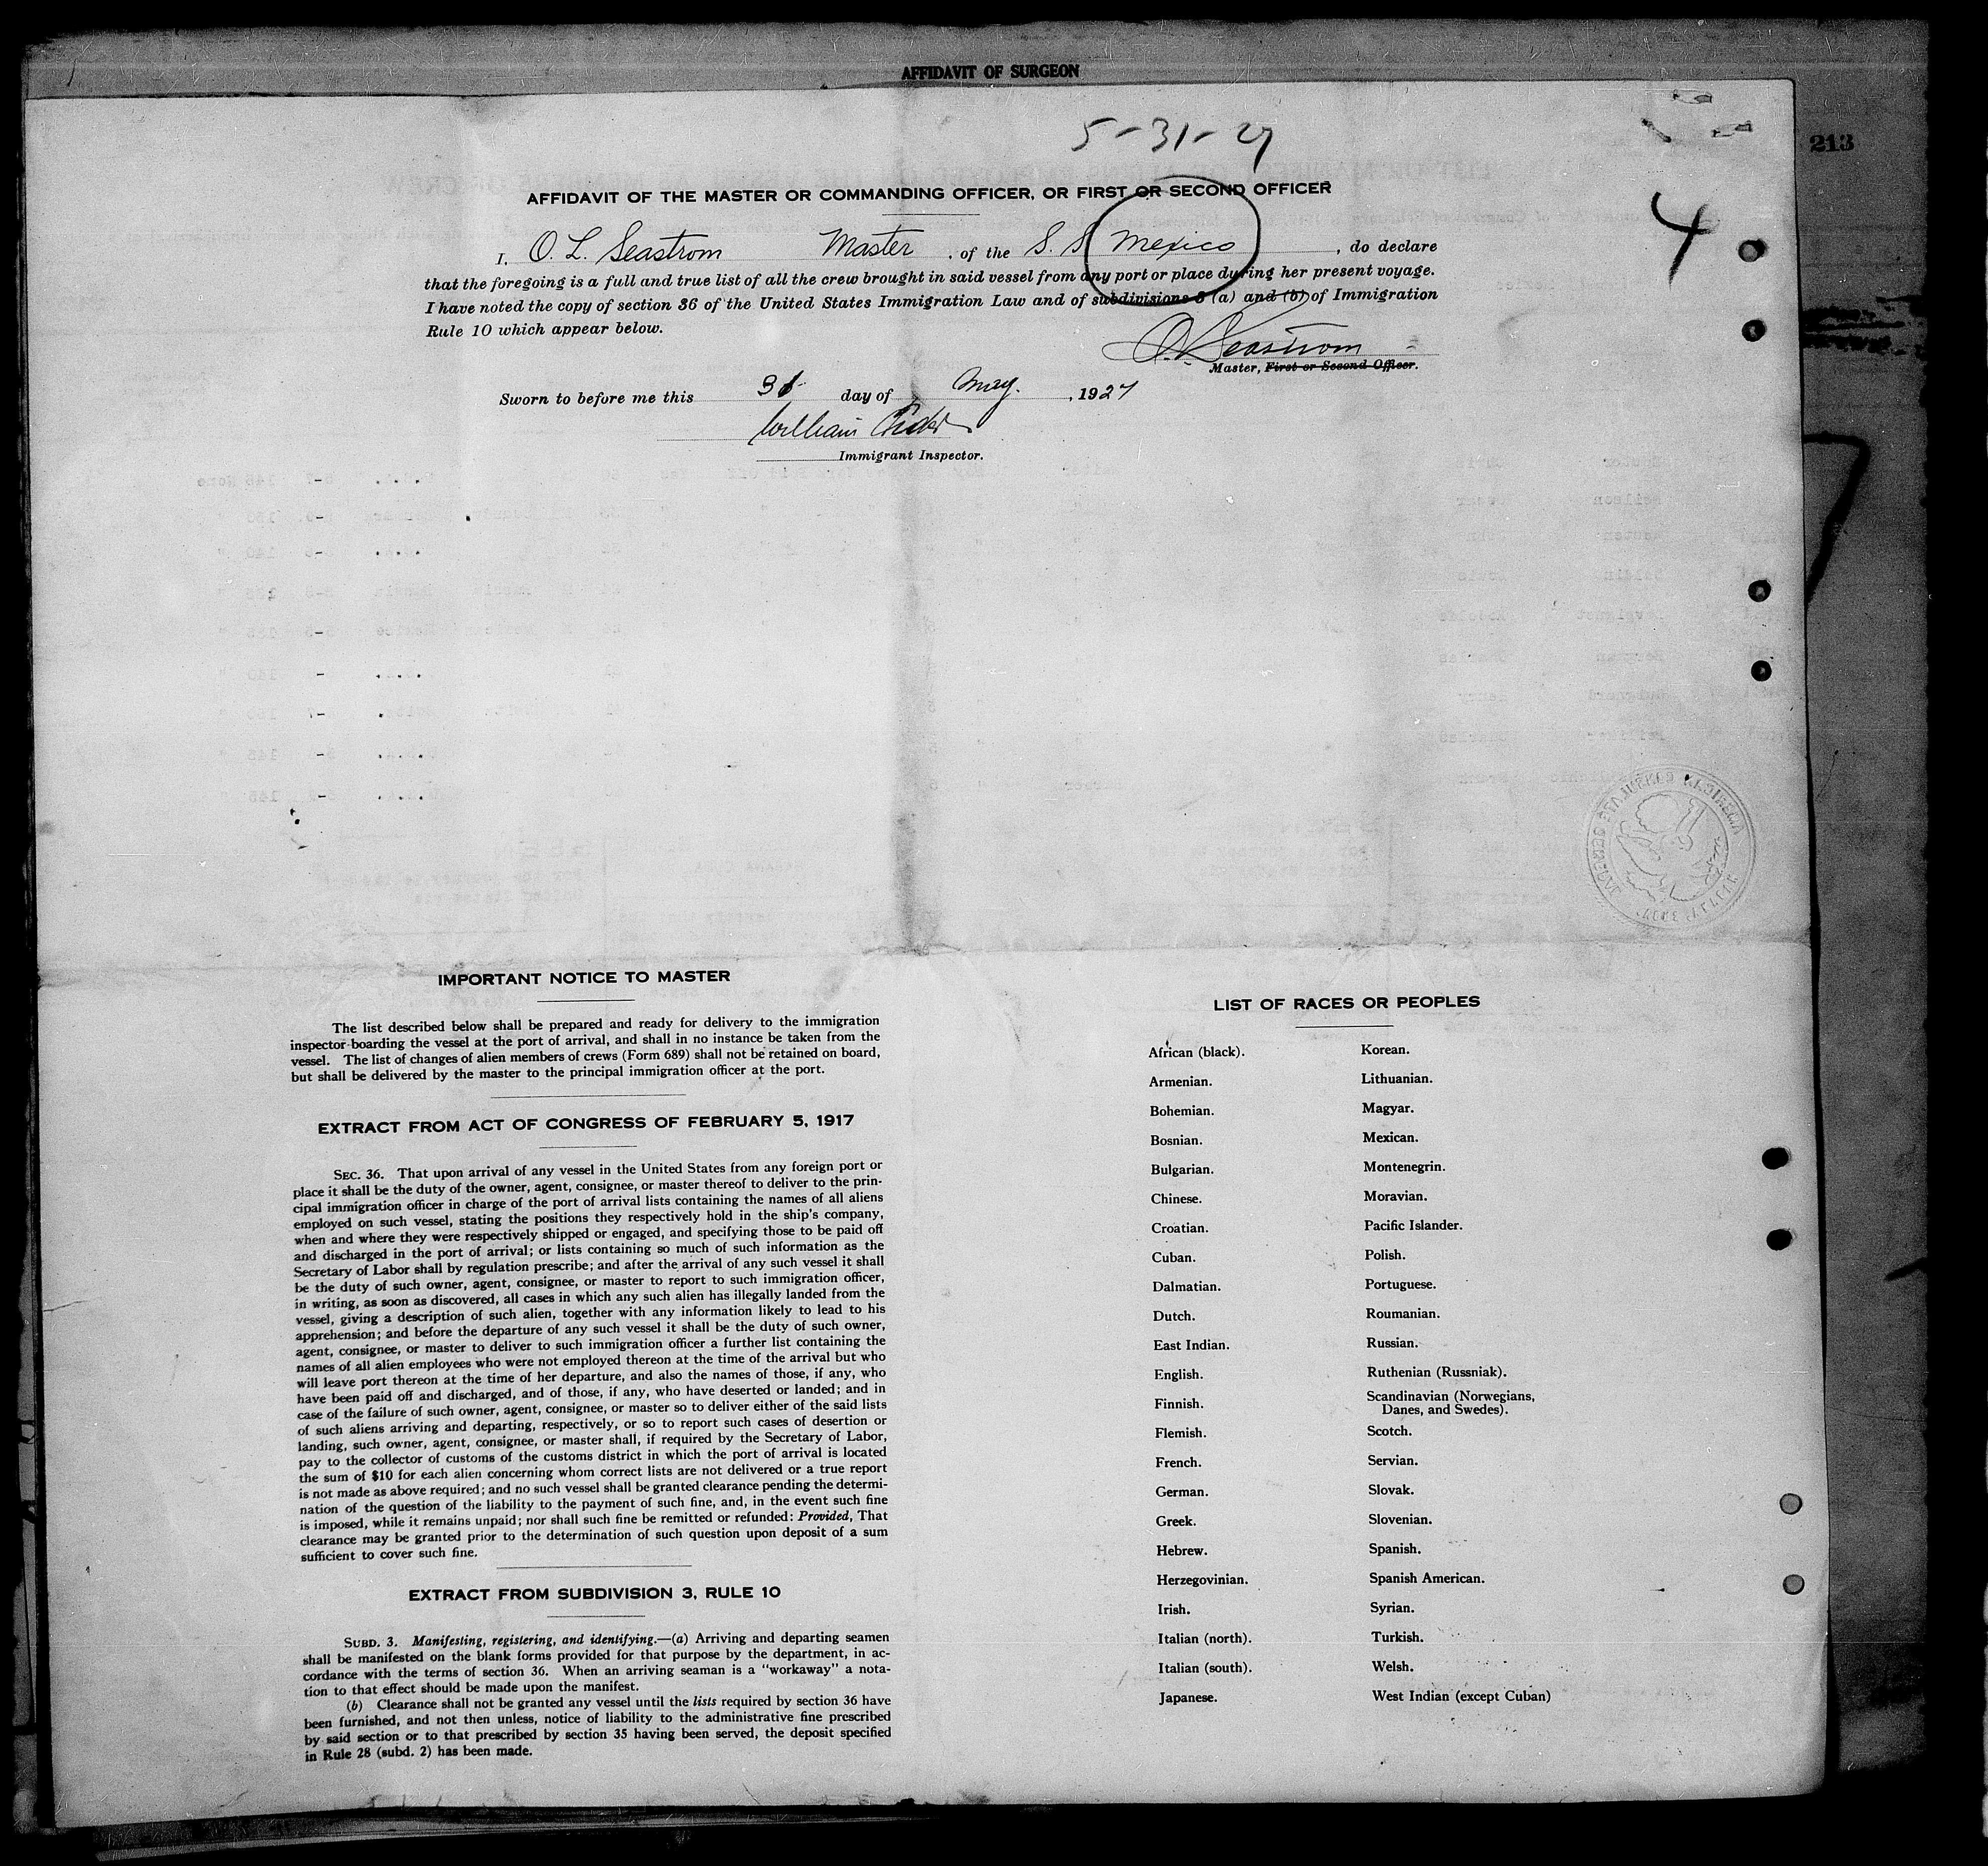 AFFIDAVIT OF SURGEON
5-31-27
213
AFFIDAVIT OF THE MASTER OR COMMANDING OFFICER, OR FIRST OR SECOND OFFICER
4
I, O. L. Seastrom Master, of the S. S. Mexico, do declare
that the foregoing is a full and true list of all the crew brought in said vessel from any port or place during her present voyage.
I have noted the copy of section 36 of the United States Immigration Law and of subdivisions 3 (a) and (b) of Immigration
Rule 10 which appear below.
O. L. Seastrom
Master, First or Second Officer.
Sworn to before me this 31 day of May, 1927
William
Immigrant Inspector.
IMPORTANT NOTICE TO MASTER
The list described below shall be prepared and ready for delivery to the immigration
inspector boarding the vessel at the port of arrival, and shall in no instance be taken from the
vessel. The list of changes of alien members of crews (Form 689) shall not be retained on board,
but shall be delivered by the master to the principal immigration officer at the port.
EXTRACT FROM ACT OF CONGRESS OF FEBRUARY 5, 1917
SEC. 36. That upon arrival of any vessel in the United States from any foreign port or
place it shall be the duty of the owner, agent, consignee, or master thereof to deliver to the prin-
cipal immigration officer in charge of the port of arrival lists containing the names of all aliens
employed on such vessel, stating the positions they respectively hold in the ship's company,
when and where they were respectively shipped or engaged, and specifying those to be paid off
and discharged in the port of arrival; or lists containing so much of such information as the
Secretary of Labor shall by regulation prescribe; and after the arrival of any such vessel it shall
be the duty of such owner, agent, consignee, or master to report to such immigration officer,
in writing, as soon as discovered, all cases in which any such alien has illegally landed from the
vessel, giving a description of such alien, together with any information likely to lead to his
apprehension; and before the departure of any such vessel it shall be the duty of such owner,
agent, consignee, or master to deliver to such immigration officer a further list containing the
names of all alien employees who were not employed thereon at the time of the arrival but who
will leave port thereon at the time of her departure, and also the names of those, if any, who
have been paid off and discharged, and of those, if any, who have deserted or landed; and in
case of the failure of such owner, agent, consignee, or master so to deliver either of the said lists
of such aliens arriving and departing, respectively, or so to report such cases of desertion or
landing, such owner, agent, consignee, or master shall, if required by the Secretary of Labor,
pay to the collector of customs of the customs district in which the port of arrival is located
the sum of $10 for each alien concerning whom correct lists are not delivered or a true report
is not made as above required; and no such vessel shall be granted clearance pending the determi-
nation of the question of the liability to the payment of such fine, and, in the event such fine
is imposed, while it remains unpaid; nor shall such fine be remitted or refunded: Provided, That
clearance may be granted prior to the determination of such question upon deposit of a sum
sufficient to cover such fine.
EXTRACT FROM SUBDIVISION 3, RULE 10
SUBD. 3. Manifesting, registering, and identifying.—(a) Arriving and departing seamen
shall be manifested on the blank forms provided for that purpose by the department, in ac-
cordance with the terms of section 36. When an arriving seaman is a "workaway" a nota-
tion to that effect should be made upon the manifest.
(b) Clearance shall not be granted any vessel until the lists required by section 36 have
been furnished, and not then unless, notice of liability to the administrative fine prescribed
by said section or to that prescribed by section 35 having been served, the deposit specified
in Rule 28 (subd. 2) has been made.
LIST OF RACES OR PEOPLES
African (black).
Armenian.
Bohemian.
Bosnian.
Bulgarian.
Chinese.
Croatian.
Cuban.
Dalmatian.
Dutch.
East Indian.
English.
Finnish.
Flemish.
French.
German.
Greek.
Hebrew.
Herzegovinian.
Irish.
Italian (north).
Italian (south).
Japanese.
Korean.
Lithuanian.
Magyar.
Mexican.
Montenegrin.
Moravian.
Pacific Islander.
Polish.
Portuguese.
Roumanian.
Russian.
Ruthenian (Russniak).
Scandinavian (Norwegians,
Danes, and Swedes).
Scotch.
Servian.
Slovak.
Slovenian.
Spanish.
Spanish American.
Syrian.
Turkish.
Welsh.
West Indian (except Cuban)